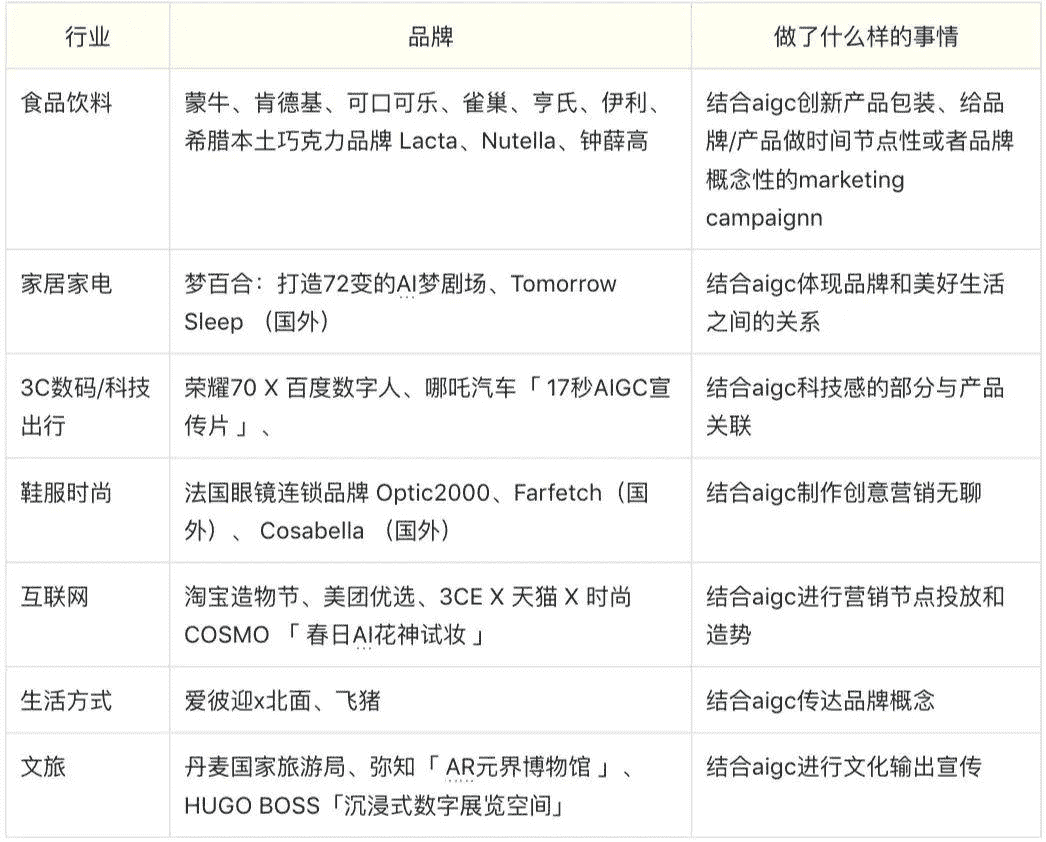 行业 品牌 做了什么样的事情
食品饮料 蒙牛、肯德基、可口可乐、雀巢、亨氏、伊利、 结合aigc创新产品包装、给品
希腊本土巧克力品牌 Lacta、Nutella、钟薛高 牌/产品做时间节点性或者品牌
概念性的marketing
campaignn
家居家电 梦百合：打造72变的AI梦剧场、Tomorrow 结合aigc体现品牌和美好生活
Sleep （国外） 之间的关系
3C数码/科技 荣耀70 X 百度数字人、哪吒汽车「 17秒AIGC宣 结合aigc科技感的部分与产品
出行 传片 」、 关联
鞋服时尚 法国眼镜连锁品牌 Optic2000、Farfetch（国 结合aigc制作创意营销无聊
外）、 Cosabella （国外）
互联网 淘宝造物节、美团优选、3CE X 天猫 X 时尚 结合aigc进行营销节点投放和
COSMO 「 春日AI花神试妆 」 造势
生活方式 爱彼迎x北面、飞猪 结合aigc传达品牌概念
文旅 丹麦国家旅游局、弥知「 AR元界博物馆 」、 结合aigc进行文化输出宣传
HUGO BOSS「沉浸式数字展览空间」